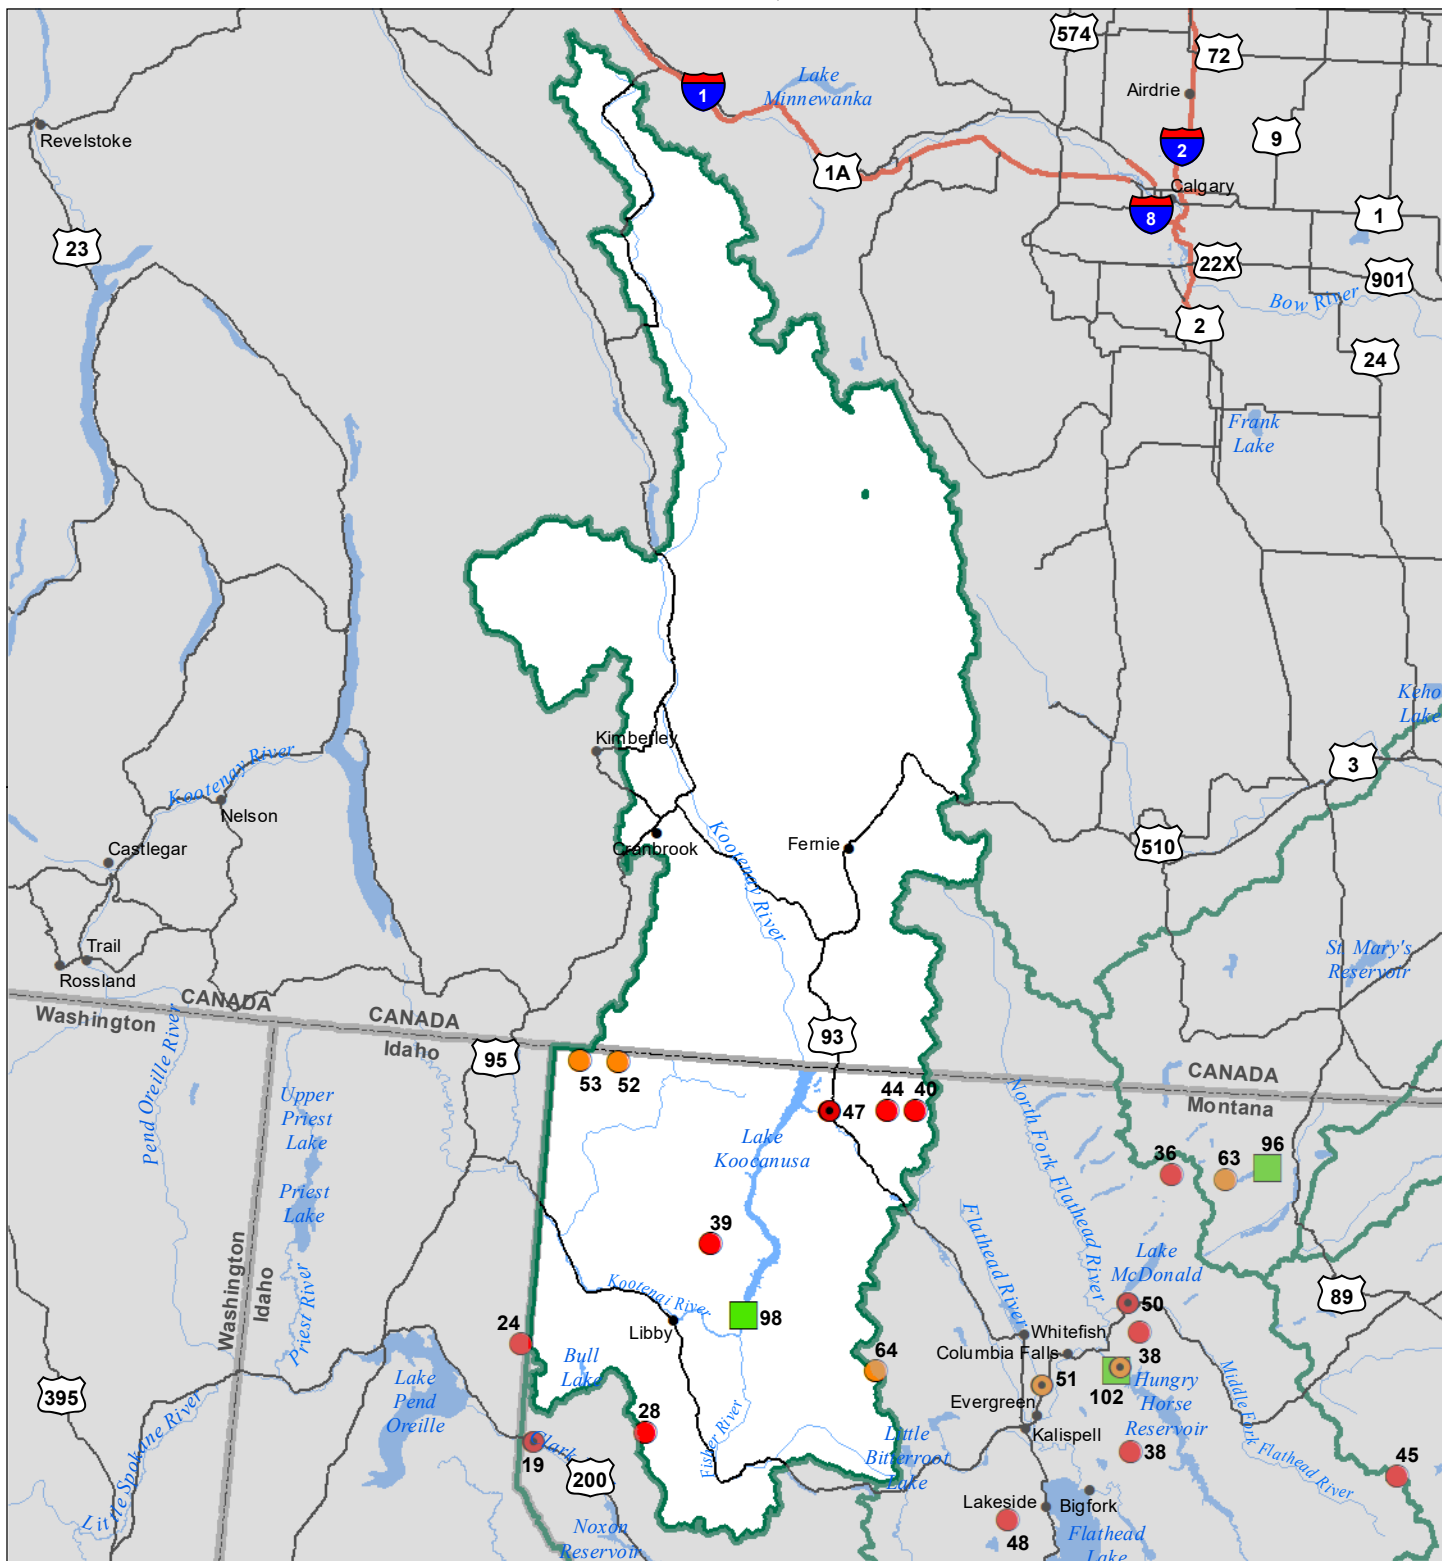 574
72
Lake
Minnewanka
Airdrie
1
Revelstoke
9
2
1A
Calgary
8
1
23
22X
901
Bow River
2
24
Frank
Lake
Keho
Lake
Kimberley
Kootenay River
3
Nelson
Kootenay River
Castlegar
Cranbrook
Fernie
510
Trail
Rossland
St. Mary's
Reservoir
CANADA
Washington
CANADA
Idaho
Pend Oreille River
95
93
53
52
44
40
47
CANADA
Montana
Upper
Priest
Lake
Lake
Koocanusa
North Fork Flathead River
36
63
96
Priest
Lake
Flathead River
39
Washington
Idaho
Priest River
Lake
McDonald
Kootenai River
98
50
89
24
Libby
Whitefish
Columbia Falls
38
Bull
Lake
64
51
102
Hungry
Horse
Reservoir
Middle Fork Flathead River
395
Lake
Pend
Oreille
Evergreen
28
Kalispell
Little
Bitterroot
Lake
38
Little Spokane River
19
Clark
200
Fisher River
45
Lakeside
Bigfork
48
Noxon
Reservoir
Flathead
Lake